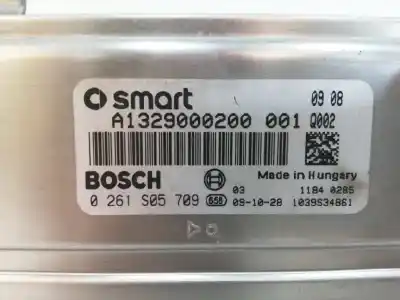 smart 09 08
A1329000200 001 Q002
BOSCH Made in Hungary
03 1184 0285
0 261 S05 709 658 09-10-28 1039S34861